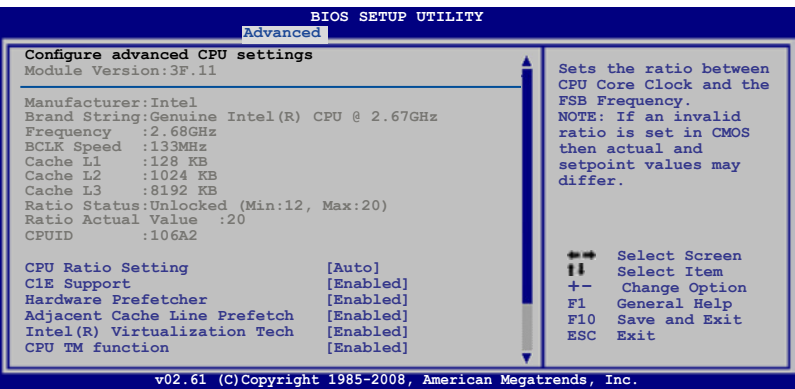 BIOS SETUP UTILITY
Advanced
Configure advanced CPU settings
Module Version:3F.11
Manufacturer:Intel
Brand String:Genuine Intel(R) CPU @ 2.67GHz
Frequency :2.68GHz
BCLK Speed :133MHz
Cache L1 :128 KB
Cache L2 :1024 KB
Cache L3 :8192 KB
Ratio Status:Unlocked (Min:12, Max:20)
Ratio Actual Value :20
CPUID :106A2
CPU Ratio Setting [Auto]
C1E Support [Enabled]
Hardware Prefetcher [Enabled]
Adjacent Cache Line Prefetch [Enabled]
Intel(R) Virtualization Tech [Enabled]
CPU TM function [Enabled]
Sets the ratio between
CPU Core Clock and the
FSB Frequency.
NOTE: If an invalid
ratio is set in CMOS
then actual and
setpoint values may
differ.
←→ Select Screen
↑↓ Select Item
+- Change Option
F1 General Help
F10 Save and Exit
ESC Exit
v02.61 (C)Copyright 1985-2008, American Megatrends, Inc.